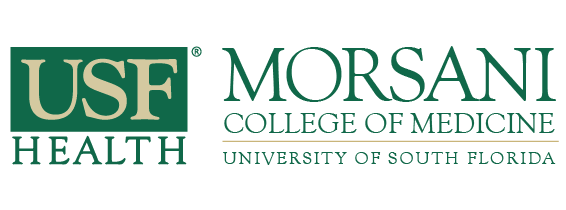 USF®
HEALTH
MORSANI
COLLEGE OF MEDICINE
UNIVERSITY OF SOUTH FLORIDA